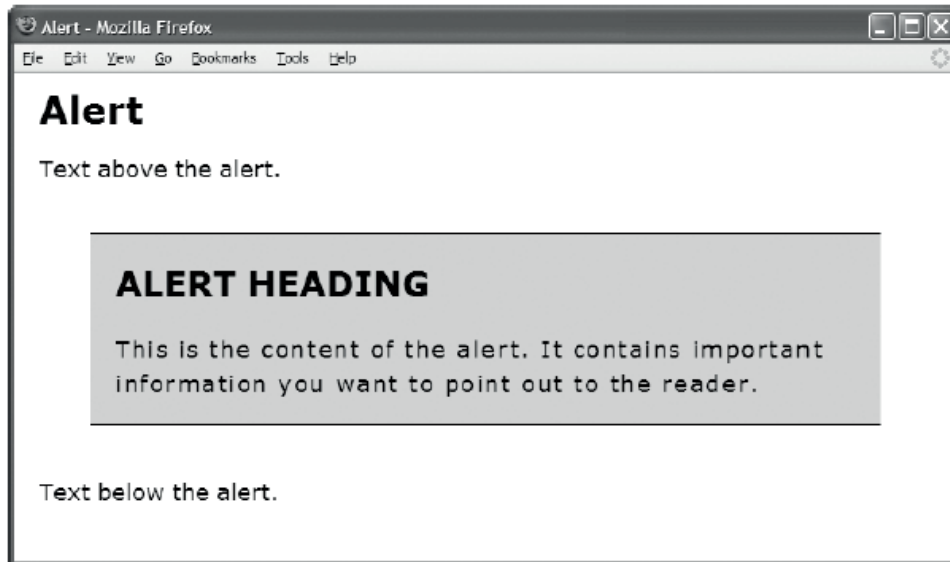 Alert - Mozilla Firefox
File Edit View Go Bookmarks Tools Help
Alert
Text above the alert.
ALERT HEADING
This is the content of the alert. It contains important
information you want to point out to the reader.
Text below the alert.